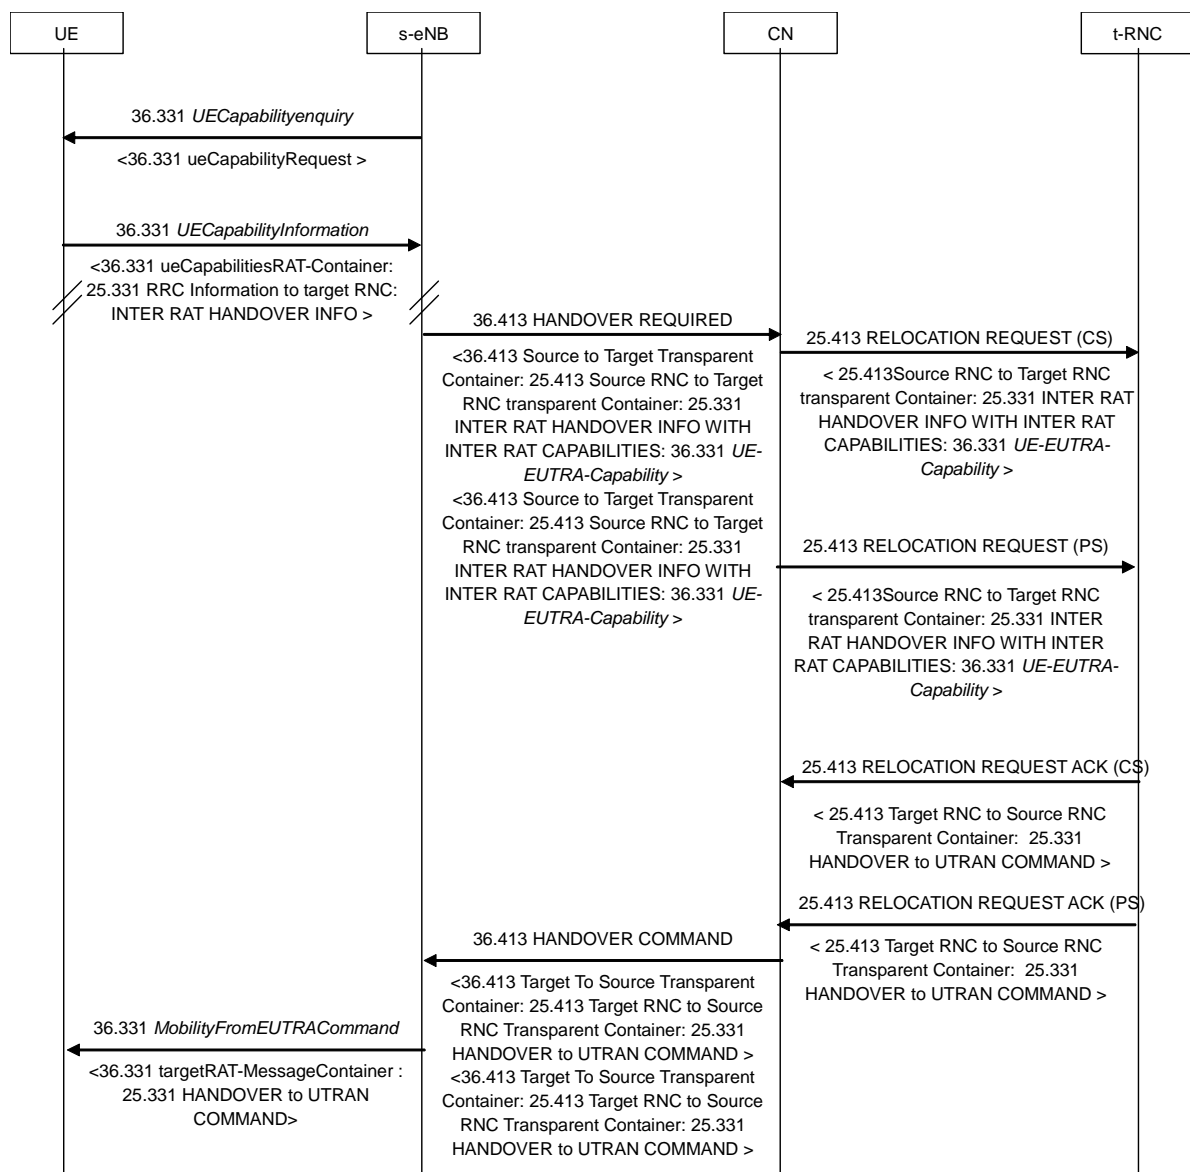 UE
s-eNB
CN
t-RNC
36.331 UECapabilityenquiry
<36.331 ueCapabilityRequest >
36.331 UECapabilityInformation
<36.331 ueCapabilitiesRAT-Container:
25.331 RRC Information to target RNC:
INTER RAT HANDOVER INFO >
36.413 HANDOVER REQUIRED
<36.413 Source to Target Transparent
Container: 25.413 Source RNC to Target
RNC transparent Container: 25.331
INTER RAT HANDOVER INFO WITH
INTER RAT CAPABILITIES: 36.331 UE-
EUTRA-Capability >
<36.413 Source to Target Transparent
Container: 25.413 Source RNC to Target
RNC transparent Container: 25.331
INTER RAT HANDOVER INFO WITH
INTER RAT CAPABILITIES: 36.331 UE-
EUTRA-Capability >
25.413 RELOCATION REQUEST (CS)
< 25.413Source RNC to Target RNC
transparent Container: 25.331 INTER RAT
HANDOVER INFO WITH INTER RAT
CAPABILITIES: 36.331 UE-EUTRA-
Capability >
25.413 RELOCATION REQUEST (PS)
< 25.413Source RNC to Target RNC
transparent Container: 25.331 INTER
RAT HANDOVER INFO WITH INTER
RAT CAPABILITIES: 36.331 UE-EUTRA-
Capability >
25.413 RELOCATION REQUEST ACK (CS)
< 25.413 Target RNC to Source RNC
Transparent Container: 25.331
HANDOVER to UTRAN COMMAND >
25.413 RELOCATION REQUEST ACK (PS)
< 25.413 Target RNC to Source RNC
Transparent Container: 25.331
HANDOVER to UTRAN COMMAND >
36.413 HANDOVER COMMAND
<36.413 Target To Source Transparent
Container: 25.413 Target RNC to Source
RNC Transparent Container: 25.331
HANDOVER to UTRAN COMMAND >
<36.413 Target To Source Transparent
Container: 25.413 Target RNC to Source
RNC Transparent Container: 25.331
HANDOVER to UTRAN COMMAND >
36.331 MobilityFromEUTRACommand
<36.331 targetRAT-MessageContainer :
25.331 HANDOVER to UTRAN
COMMAND>